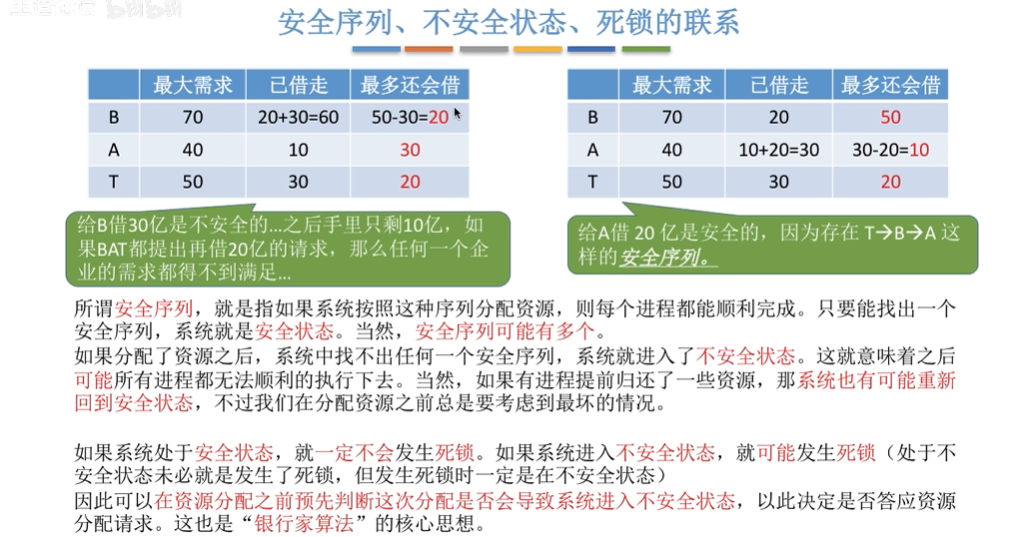 安全序列、不安全状态、死锁的联系
最大需求 已借走 最多还会借
B 70 20+30=60 50-30=20
A 40 10 30
T 50 30 20
最大需求 已借走 最多还会借
B 70 20 50
A 40 10+20=30 30-20=10
T 50 30 20
给B借30亿是不安全的...之后手里只剩10亿，如
果BAT都提出再借20亿的请求，那么任何一个企
业的需求都得不到满足...
给A借 20 亿是安全的，因为存在 T→B→A 这
样的安全序列。
所谓安全序列，就是指如果系统按照这种序列分配资源，则每个进程都能顺利完成。只要能找出一个
安全序列，系统就是安全状态。当然，安全序列可能有多个。
如果分配了资源之后，系统中找不出任何一个安全序列，系统就进入了不安全状态。这就意味着之后
可能所有进程都无法顺利的执行下去。当然，如果有进程提前归还了一些资源，那系统也有可能重新
回到安全状态，不过我们在分配资源之前总是要考虑到最坏的情况。
如果系统处于安全状态，就一定不会发生死锁。如果系统进入不安全状态，就可能发生死锁（处于不
安全状态未必就是发生了死锁，但发生死锁时一定是在不安全状态）
因此可以在资源分配之前预先判断这次分配是否会导致系统进入不安全状态，以此决定是否答应资源
分配请求。这也是“银行家算法”的核心思想。